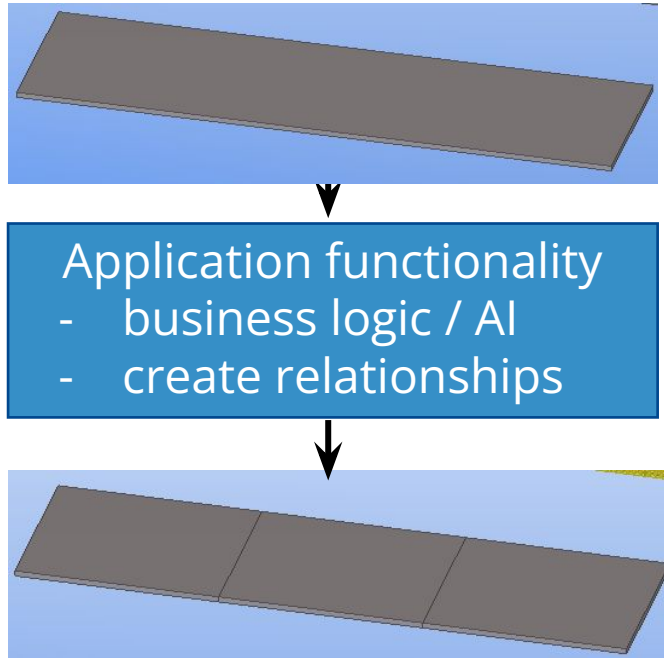 Application functionality
- business logic / AI
- create relationships